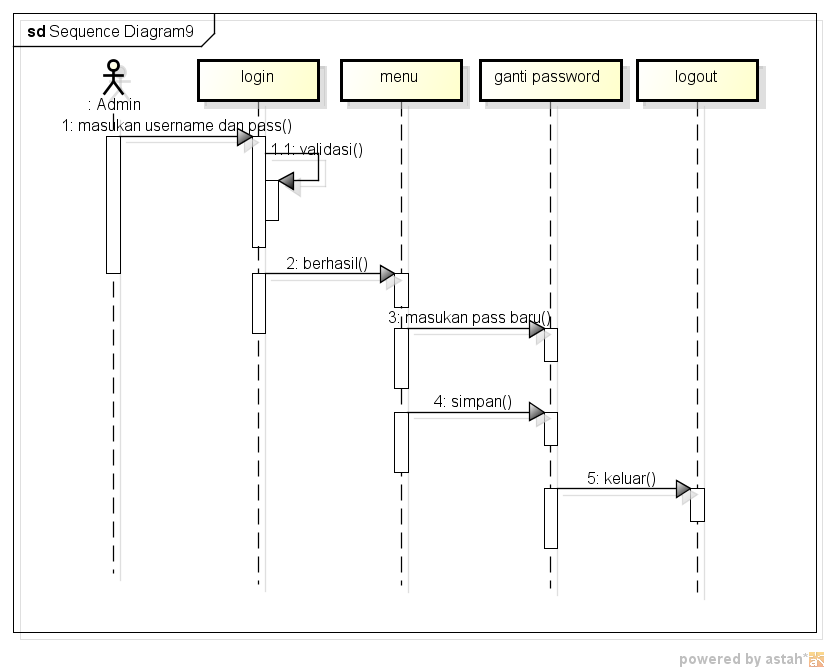 sd Sequence Diagram9
login
menu
ganti password
logout
: Admin
1: masukan username dan pass()
1.1: validasi()
2: berhasil()
3: masukan pass baru()
4: simpan()
5: keluar()
powered by astah*